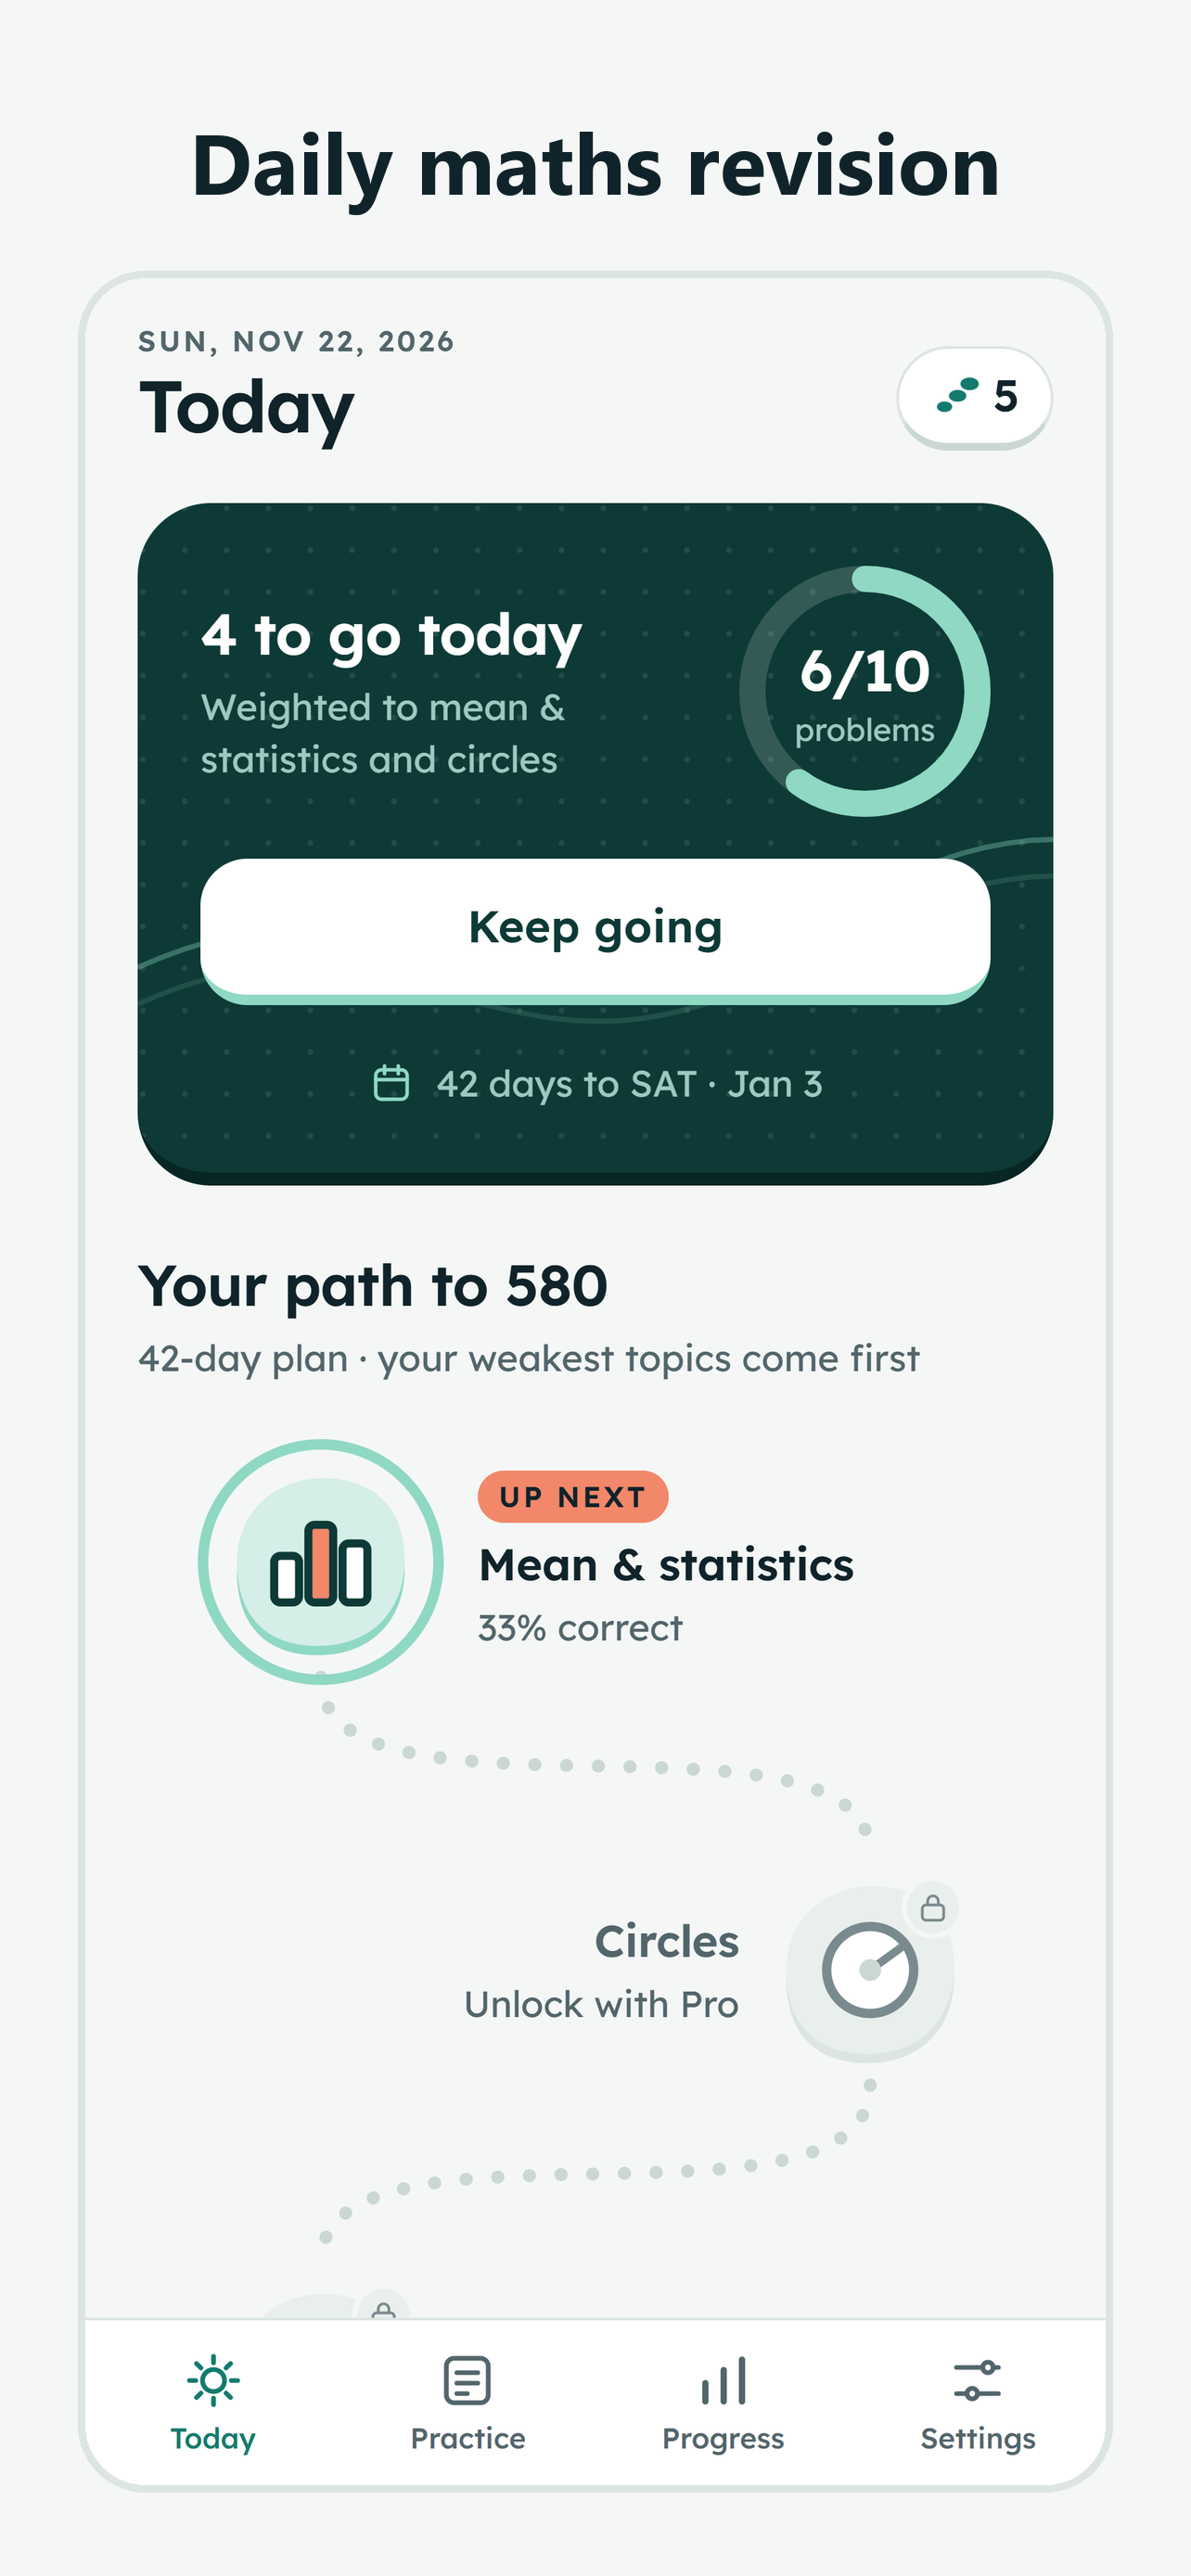 Daily maths revision
SUN, NOV 22, 2026
Today
5
4 to go today
Weighted to mean &
statistics and circles
6/10
problems
Keep going
42 days to SAT · Jan 3
Your path to 580
42-day plan · your weakest topics come first
UP NEXT
Mean & statistics
33% correct
Circles
Unlock with Pro
Today
Practice
Progress
Settings